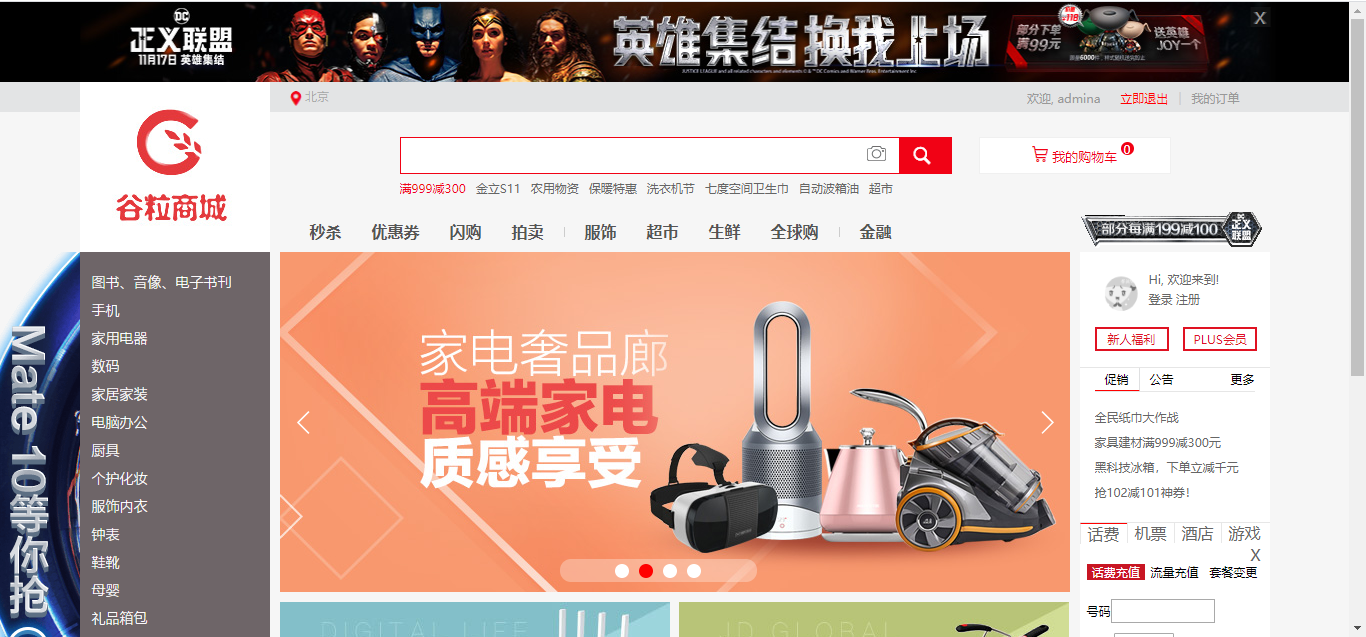 DC
正义联盟
11月17日 英雄集结
英雄集结 换我上场
部分下单
满99元
送英雄
JOY一个
X
北京
欢迎, admina 立即退出 我的订单
谷粒商城
我的购物车 0
满999减300 金立S11 农用物资 保暖特惠 洗衣机节 七度空间卫生巾 自动波箱油 超市
秒杀 优惠券 闪购 拍卖 服饰 超市 生鲜 全球购 金融
部分每满199减100
DC
正义
联盟
Mate 10等你抢
图书、音像、电子书刊
手机
家用电器
数码
家居家装
电脑办公
厨具
个护化妆
服饰内衣
钟表
鞋靴
母婴
礼品箱包
家电奢品廊
高端家电
质感享受
Hi, 欢迎来到!
登录 注册
新人福利 PLUS会员
促销 公告 更多
全民纸巾大作战
家具建材满999减300元
黑科技冰箱，下单立减千元
抢102减101神券!
话费 机票 酒店 游戏
X
话费充值 流量充值 套餐变更
号码
DIGITAL LIFE
JD GLOBAL